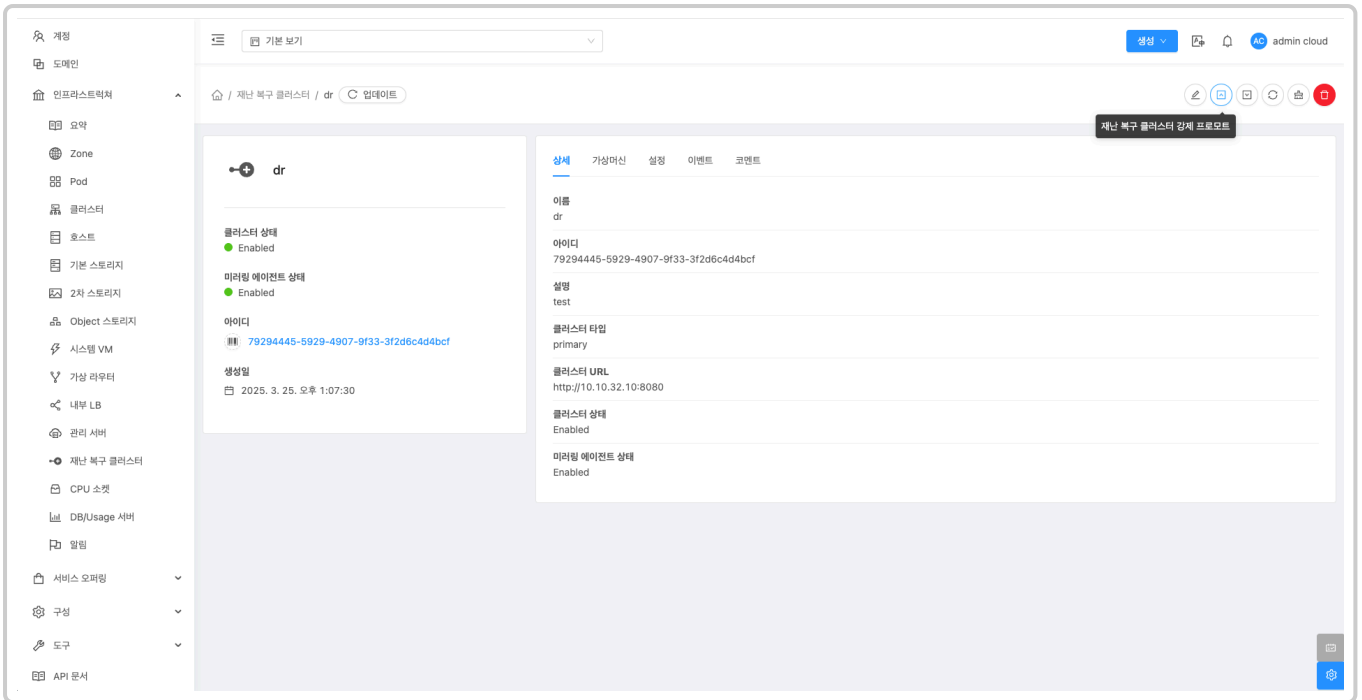 계정
도메인
인프라스트럭쳐
요약
Zone
Pod
클러스터
호스트
기본 스토리지
2차 스토리지
Object 스토리지
시스템 VM
가상 라우터
내부 LB
관리 서버
재난 복구 클러스터
CPU 소켓
DB/Usage 서버
알림
서비스 오퍼링
구성
도구
API 문서
기본 보기
생성
AC admin cloud
/ 재난 복구 클러스터 / dr 업데이트
재난 복구 클러스터 강제 프로모트
dr
클러스터 상태
Enabled
미러링 에이전트 상태
Enabled
아이디
79294445-5929-4907-9f33-3f2d6c4d4bcf
생성일
2025. 3. 25. 오후 1:07:30
상세 가상머신 설정 이벤트 코멘트
이름
dr
아이디
79294445-5929-4907-9f33-3f2d6c4d4bcf
설명
test
클러스터 타입
primary
클러스터 URL
http://10.10.32.10:8080
클러스터 상태
Enabled
미러링 에이전트 상태
Enabled